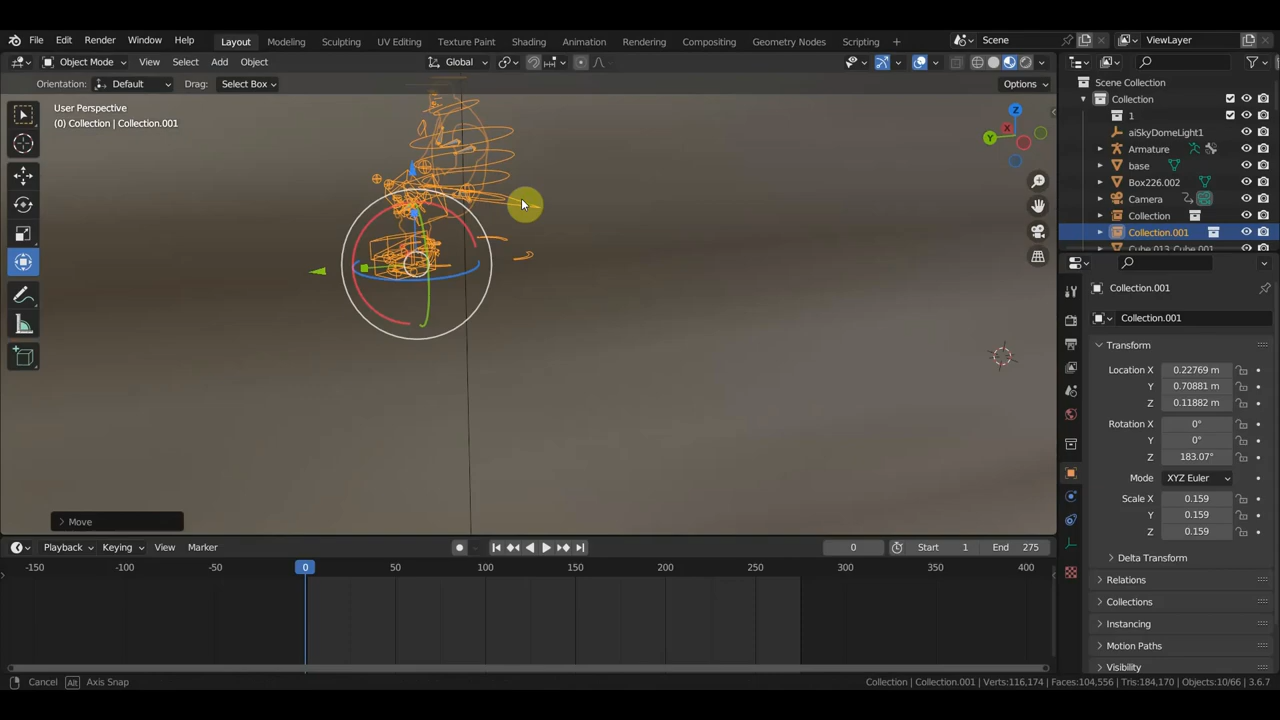 File Edit Render Window Help Layout Modeling Sculpting UV Editing Texture Paint Shading Animation Rendering Compositing Geometry Nodes Scripting + Scene ViewLayer
Object Mode View Select Add Object Global
Orientation: Default Drag: Select Box Options
User Perspective
(0) Collection | Collection.001
Z
X
Y
Move
Scene Collection
Collection
1
aiSkyDomeLight1
Armature
base
Box226.002
Camera
Collection
Collection.001
Cube.013_Cube.001
Collection.001
Collection.001
Transform
Location X 0.22769 m
Y 0.70881 m
Z 0.11882 m
Rotation X 0°
Y 0°
Z 183.07°
Mode XYZ Euler
Scale X 0.159
Y 0.159
Z 0.159
Delta Transform
Relations
Collections
Instancing
Motion Paths
Visibility
Playback Keying View Marker 0 Start 1 End 275
-150 -100 -50 0 50 100 150 200 250 300 350 400
Cancel Alt Axis Snap Collection | Collection.001 | Verts:116,174 | Faces:104,556 | Tris:184,170 | Objects:10/66 | 3.6.7